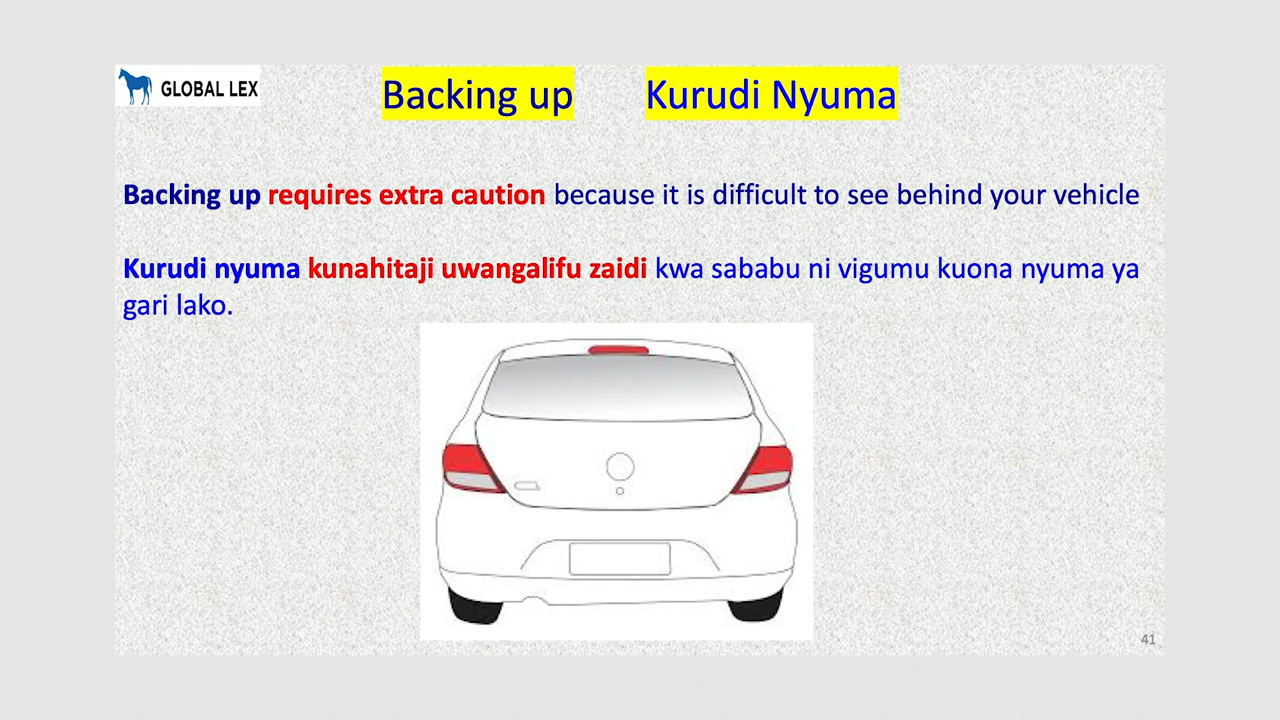 GLOBAL LEX
Backing up Kurudi Nyuma
Backing up requires extra caution because it is difficult to see behind your vehicle
Kurudi nyuma kunahitaji uwangalifu zaidi kwa sababu ni vigumu kuona nyuma ya
gari lako.
41